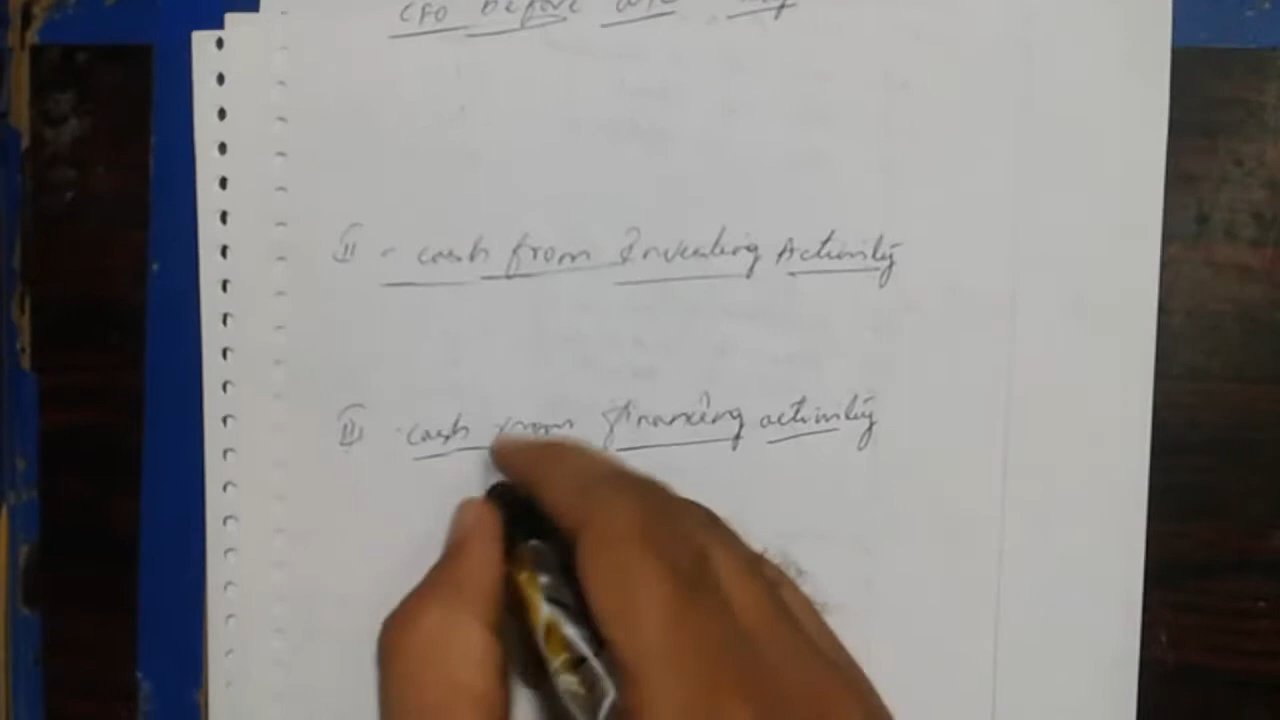 CFO before w/c
II - cash from Investing Activity
III cash from financing activity